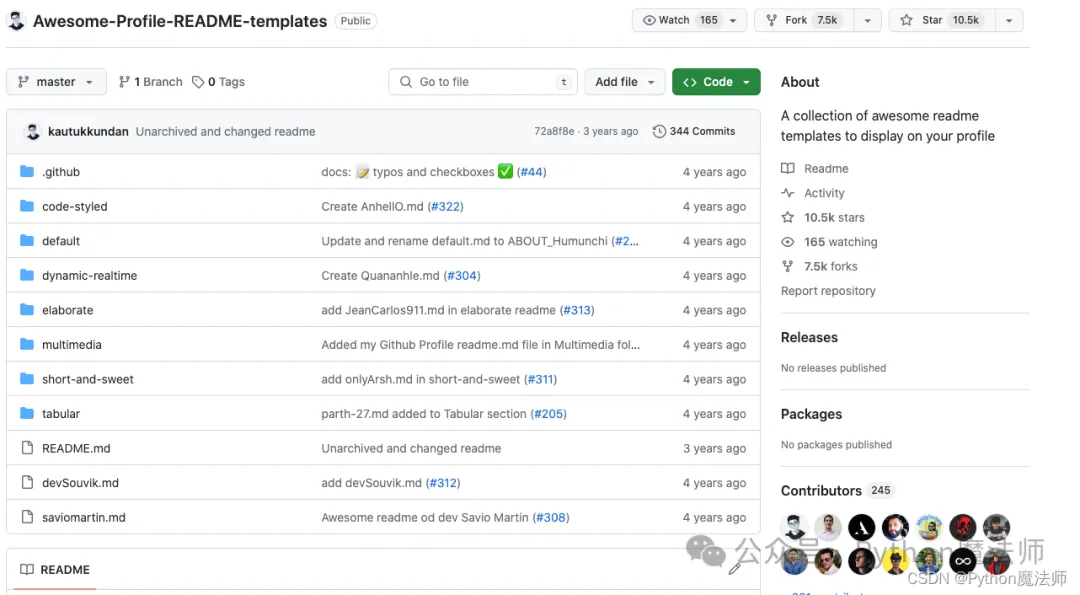 Awesome-Profile-README-templates Public Watch 165 Fork 7.5k Star 10.5k
master 1 Branch 0 Tags Go to file t Add file Code
kautukkundan Unarchived and changed readme 72a8f8e · 3 years ago 344 Commits
.github docs: 📝 typos and checkboxes ✅ (#44) 4 years ago
code-styled Create AnhellO.md (#322) 4 years ago
default Update and rename default.md to ABOUT_Humunchi (#2... 4 years ago
dynamic-realtime Create Quananhle.md (#304) 4 years ago
elaborate add JeanCarlos911.md in elaborate readme (#313) 4 years ago
multimedia Added my Github Profile readme.md file in Multimedia fol... 4 years ago
short-and-sweet add onlyArsh.md in short-and-sweet (#311) 4 years ago
tabular parth-27.md added to Tabular section (#205) 4 years ago
README.md Unarchived and changed readme 3 years ago
devSouvik.md add devSouvik.md (#312) 4 years ago
saviomartin.md Awesome readme od dev Savio Martin (#308) 4 years ago
README
About
A collection of awesome readme
templates to display on your profile
Readme
Activity
10.5k stars
165 watching
7.5k forks
Report repository
Releases
No releases published
Packages
No packages published
Contributors 245
公众号 · Python魔法师
CSDN @Python魔法师